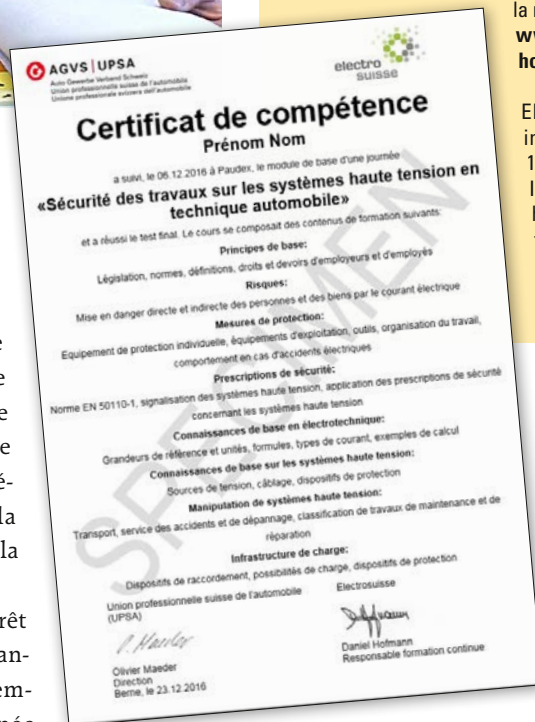 AGVS | UPSA
Auto Gewerbe Verband Schweiz
Union professionnelle suisse de l'automobile
Unione professionale svizzera dell'automobile
electro
suisse
Certificat de compétence
Prénom Nom
a suivi, le 06.12.2016 à Paudex, le module de base d'une journée
«Sécurité des travaux sur les systèmes haute tension en
technique automobile»
et a réussi le test final. Le cours se composait des contenus de formation suivants:
Principes de base:
Législation, normes, définitions, droits et devoirs d'employeurs et d'employés
Risques:
Mise en danger directe et indirecte des personnes et des biens par le courant électrique
Mesures de protection:
Equipement de protection individuelle, équipements d'exploitation, outils, organisation du travail,
comportement en cas d'accidents électriques
Prescriptions de sécurité:
Norme EN 50110-1, signalisation des systèmes haute tension, application des prescriptions de sécurité
concernant les systèmes haute tension
Connaissances de base en électrotechnique:
Grandeurs de référence et unités, formules, types de courant, exemples de calcul
Connaissances de base sur les systèmes haute tension:
Sources de tension, câblage, dispositifs de protection
Manipulation de systèmes haute tension:
Transport, service des accidents et de dépannage, classification de travaux de maintenance et de
réparation
Infrastructure de charge:
Dispositifs de raccordement, possibilités de charge, dispositifs de protection
Union professionnelle suisse de l'automobile
(UPSA)
Electrosuisse
O. Maeder
Olivier Maeder
Direction
Berne, le 23.12.2016
Daniel Hofmann
Responsable formation continue
SPECIMEN
la
la
rêt